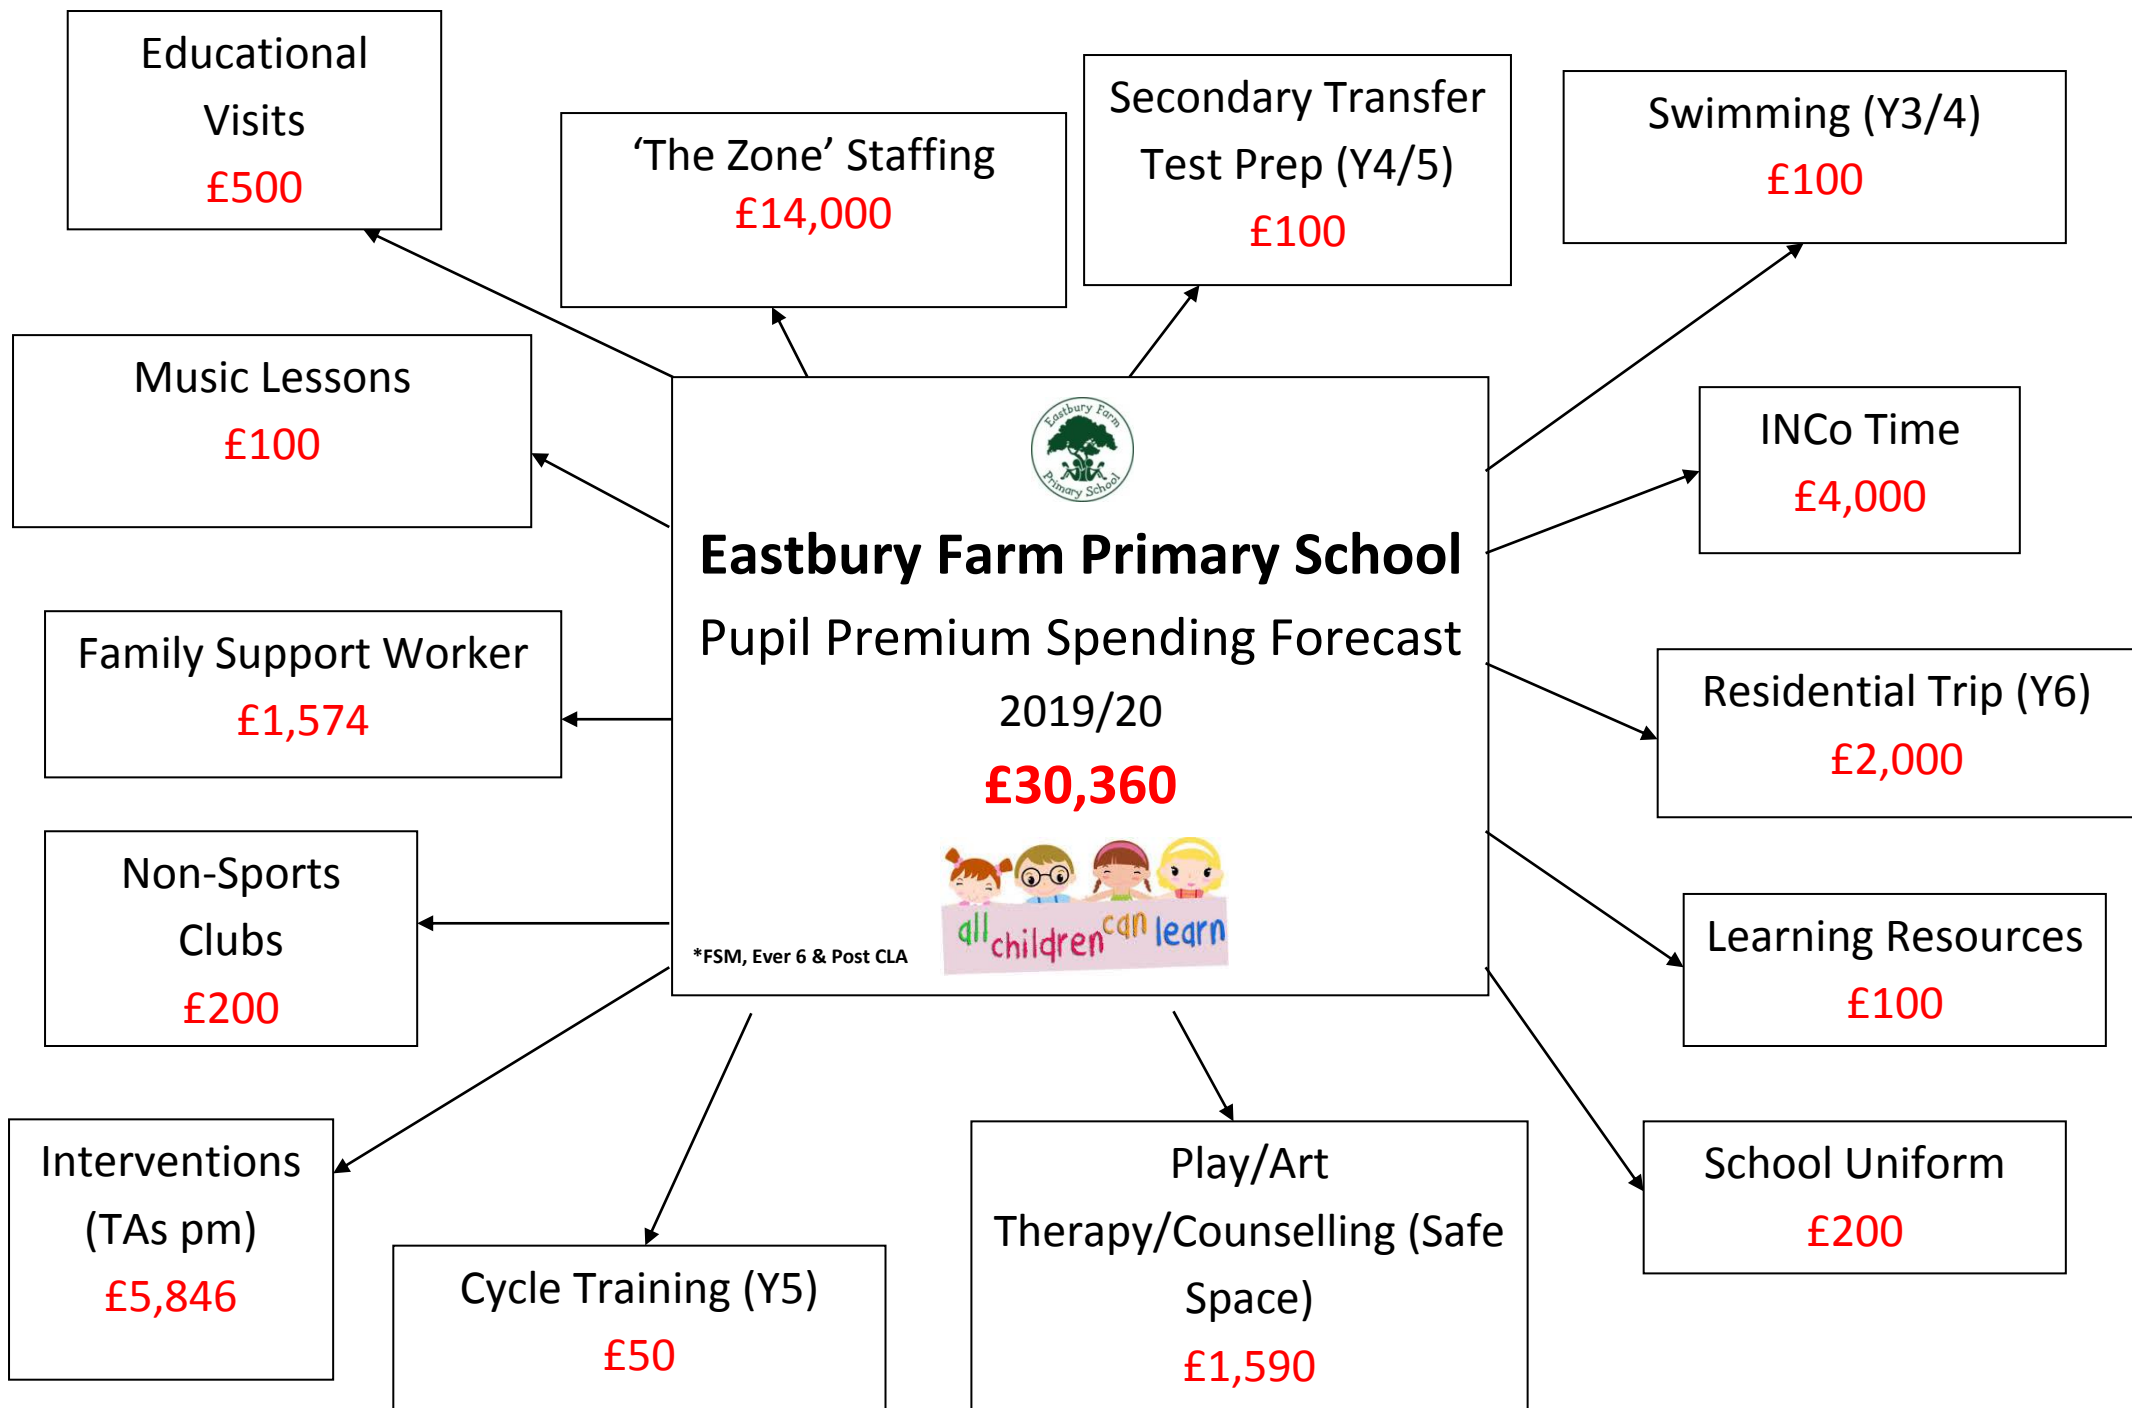 Educational
Visits
£500
‘The Zone’ Staffing
£14,000
Secondary Transfer
Test Prep (Y4/5)
£100
Swimming (Y3/4)
£100
Music Lessons
£100
INCo Time
£4,000
Eastbury Farm
Primary School
Eastbury Farm Primary School
Pupil Premium Spending Forecast
2019/20
£30,360
all children can learn
*FSM, Ever 6 & Post CLA
Family Support Worker
£1,574
Residential Trip (Y6)
£2,000
Non-Sports
Clubs
£200
Learning Resources
£100
Interventions
(TAs pm)
£5,846
Cycle Training (Y5)
£50
Play/Art
Therapy/Counselling (Safe
Space)
£1,590
School Uniform
£200